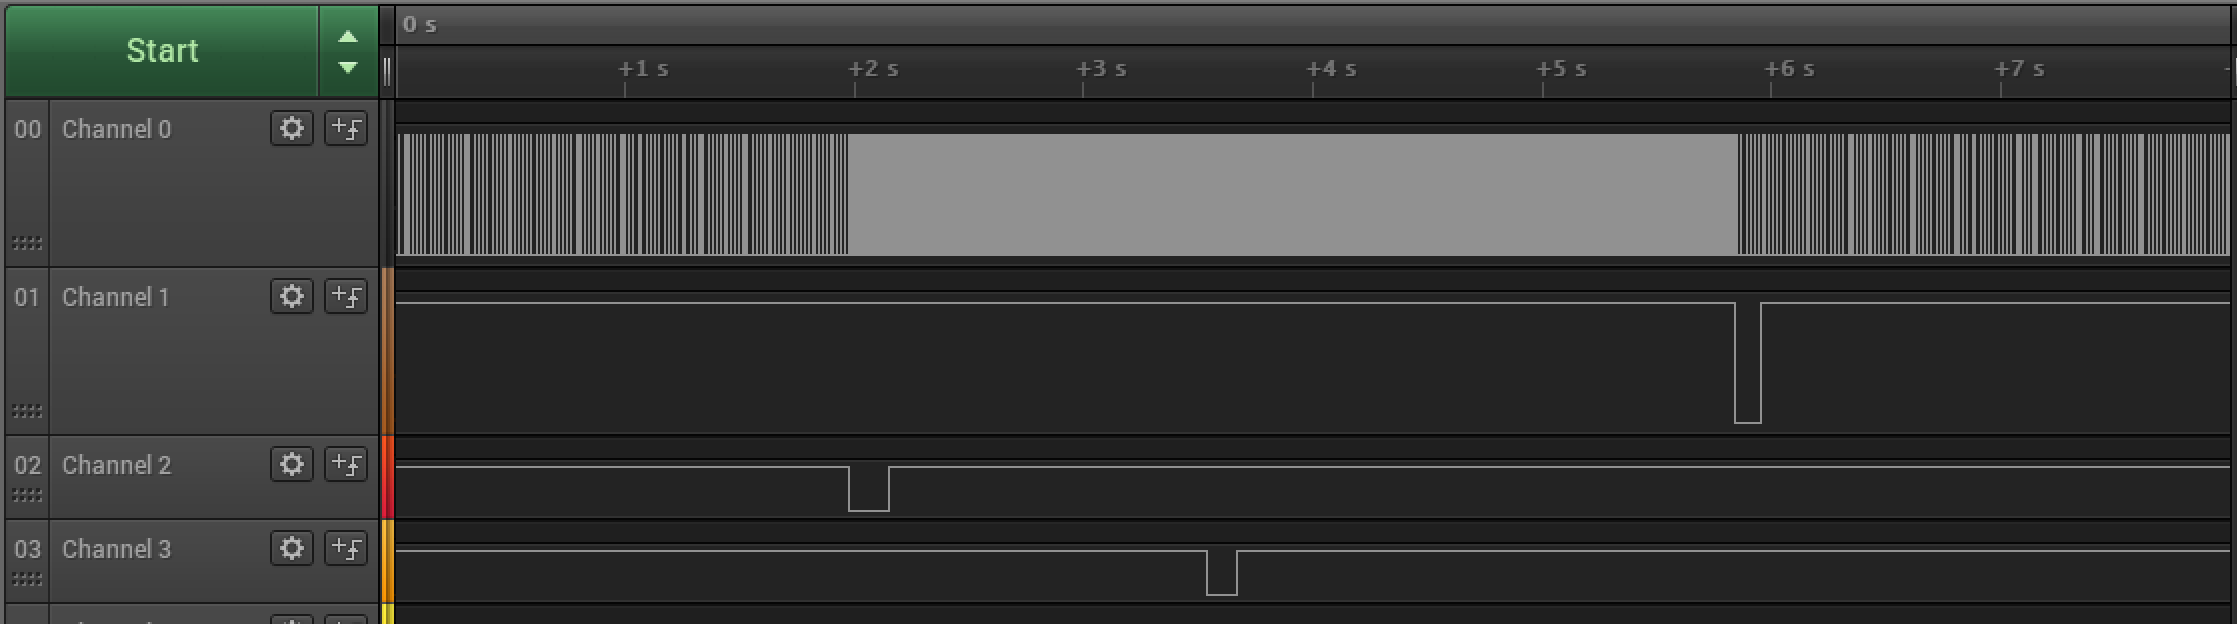 Start
0 s
+1 s +2 s +3 s +4 s +5 s +6 s +7 s
00 Channel 0
01 Channel 1
02 Channel 2
03 Channel 3